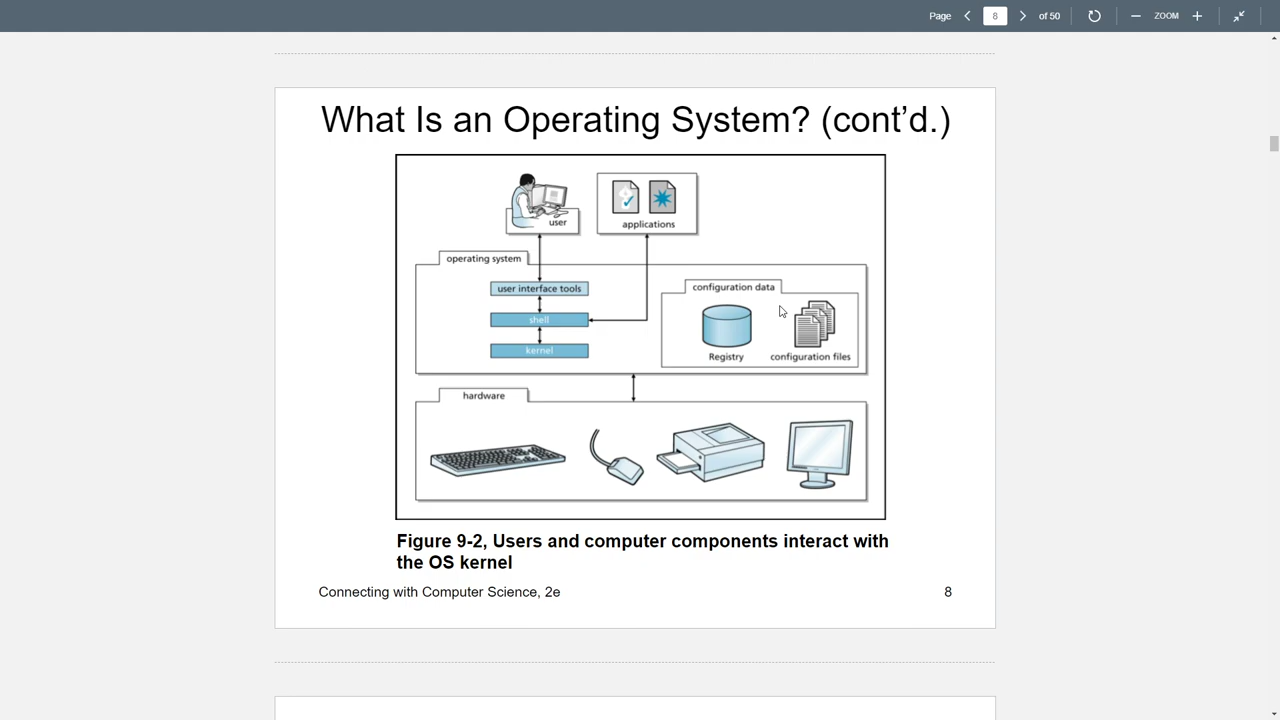 Page 8 of 50 ZOOM
What Is an Operating System? (cont’d.)
user
applications
operating system
user interface tools
shell
kernel
configuration data
Registry
configuration files
hardware
Figure 9-2, Users and computer components interact with
the OS kernel
Connecting with Computer Science, 2e
8